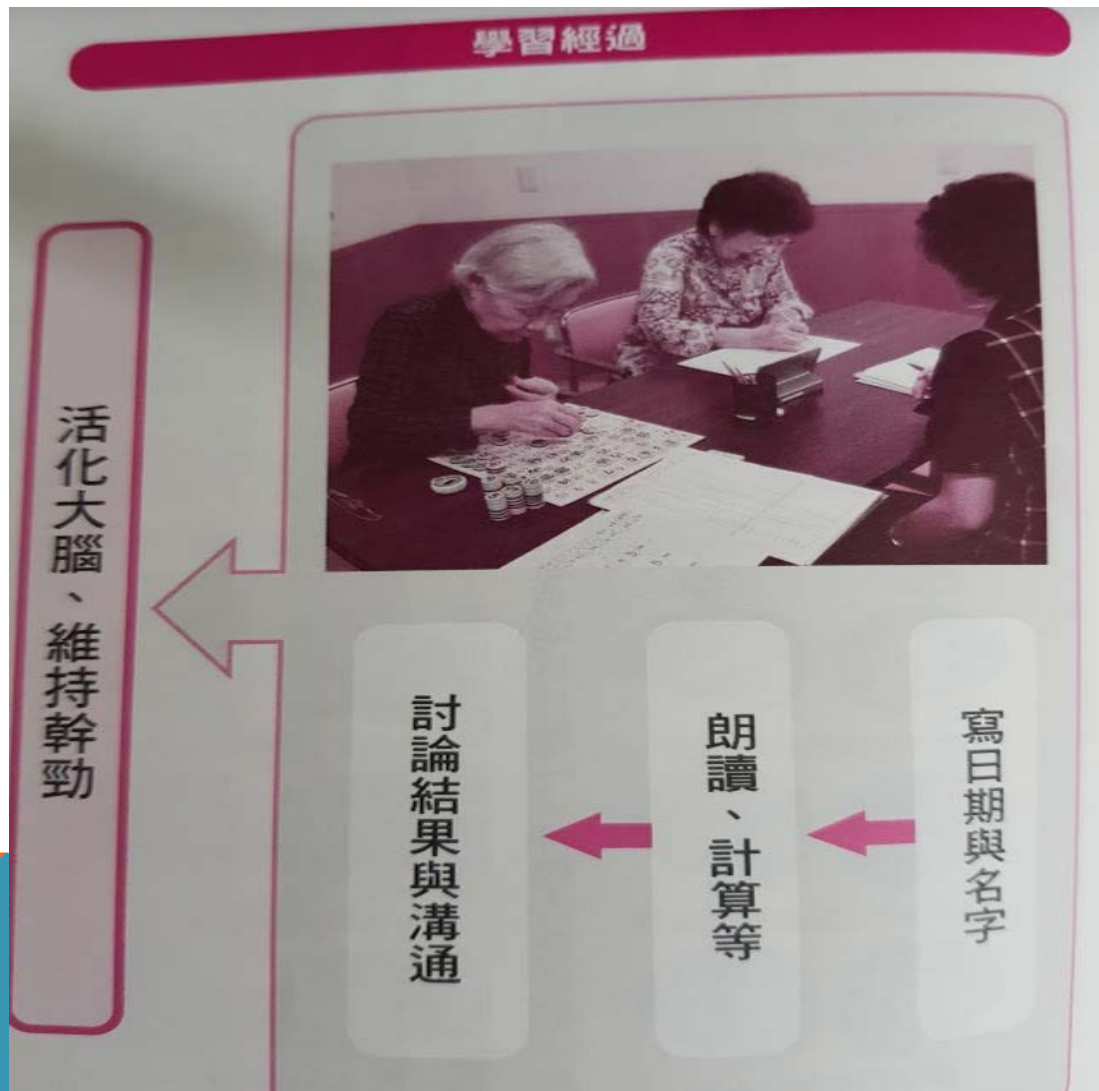 學習經過
寫日期與名字
朗讀、計算等
討論結果與溝通
活化大腦、維持幹勁